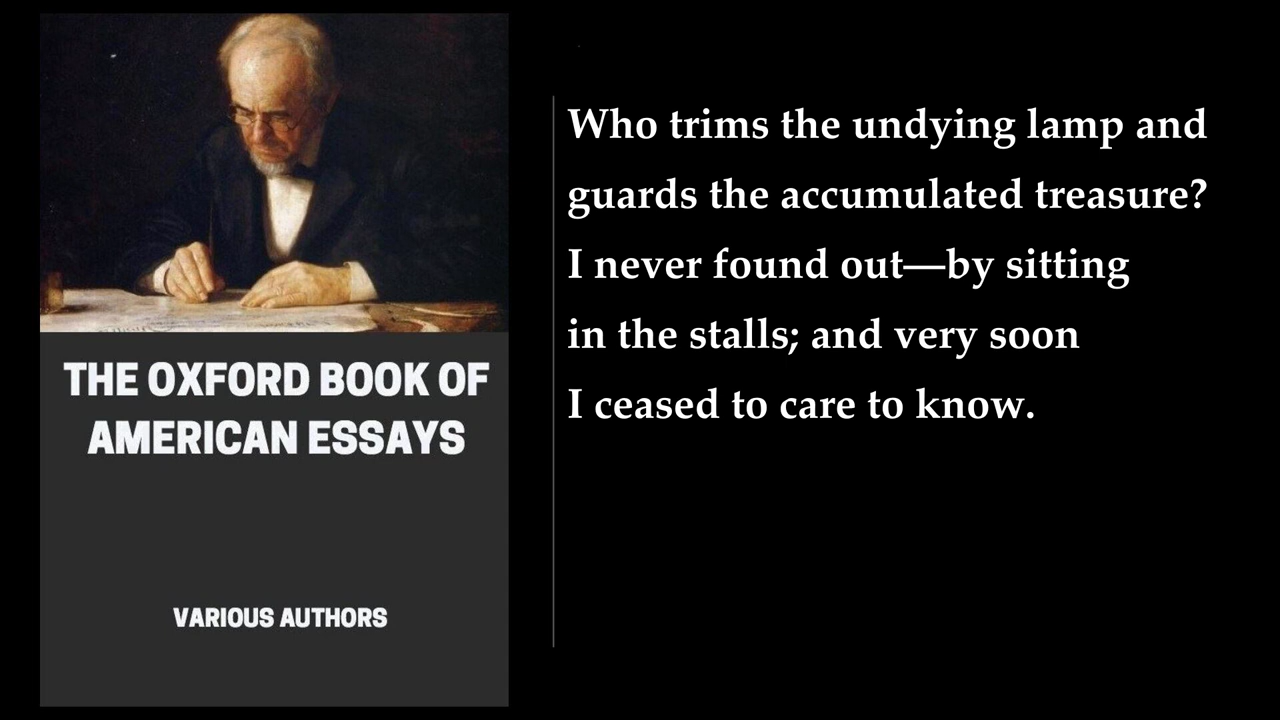 THE OXFORD BOOK OF
AMERICAN ESSAYS
VARIOUS AUTHORS
Who trims the undying lamp and
guards the accumulated treasure?
I never found out—by sitting
in the stalls; and very soon
I ceased to care to know.